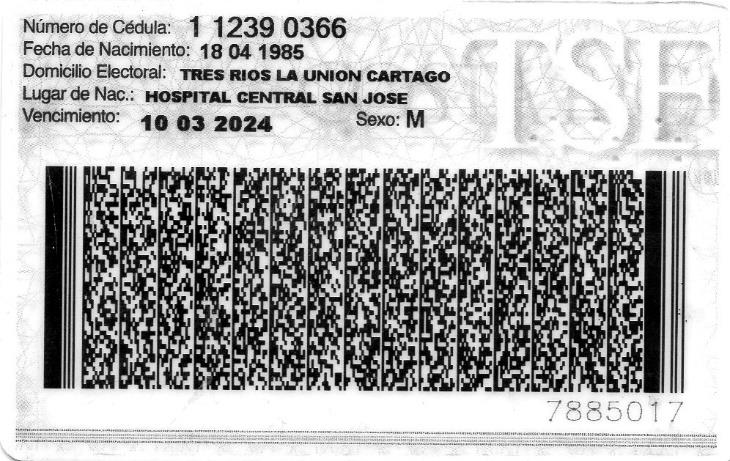 Número de Cédula: 1 1239 0366
Fecha de Nacimiento: 18 04 1985
Domicilio Electoral: TRES RIOS LA UNION CARTAGO
Lugar de Nac.: HOSPITAL CENTRAL SAN JOSE
Vencimiento: 10 03 2024 Sexo: M
TSE
7885017